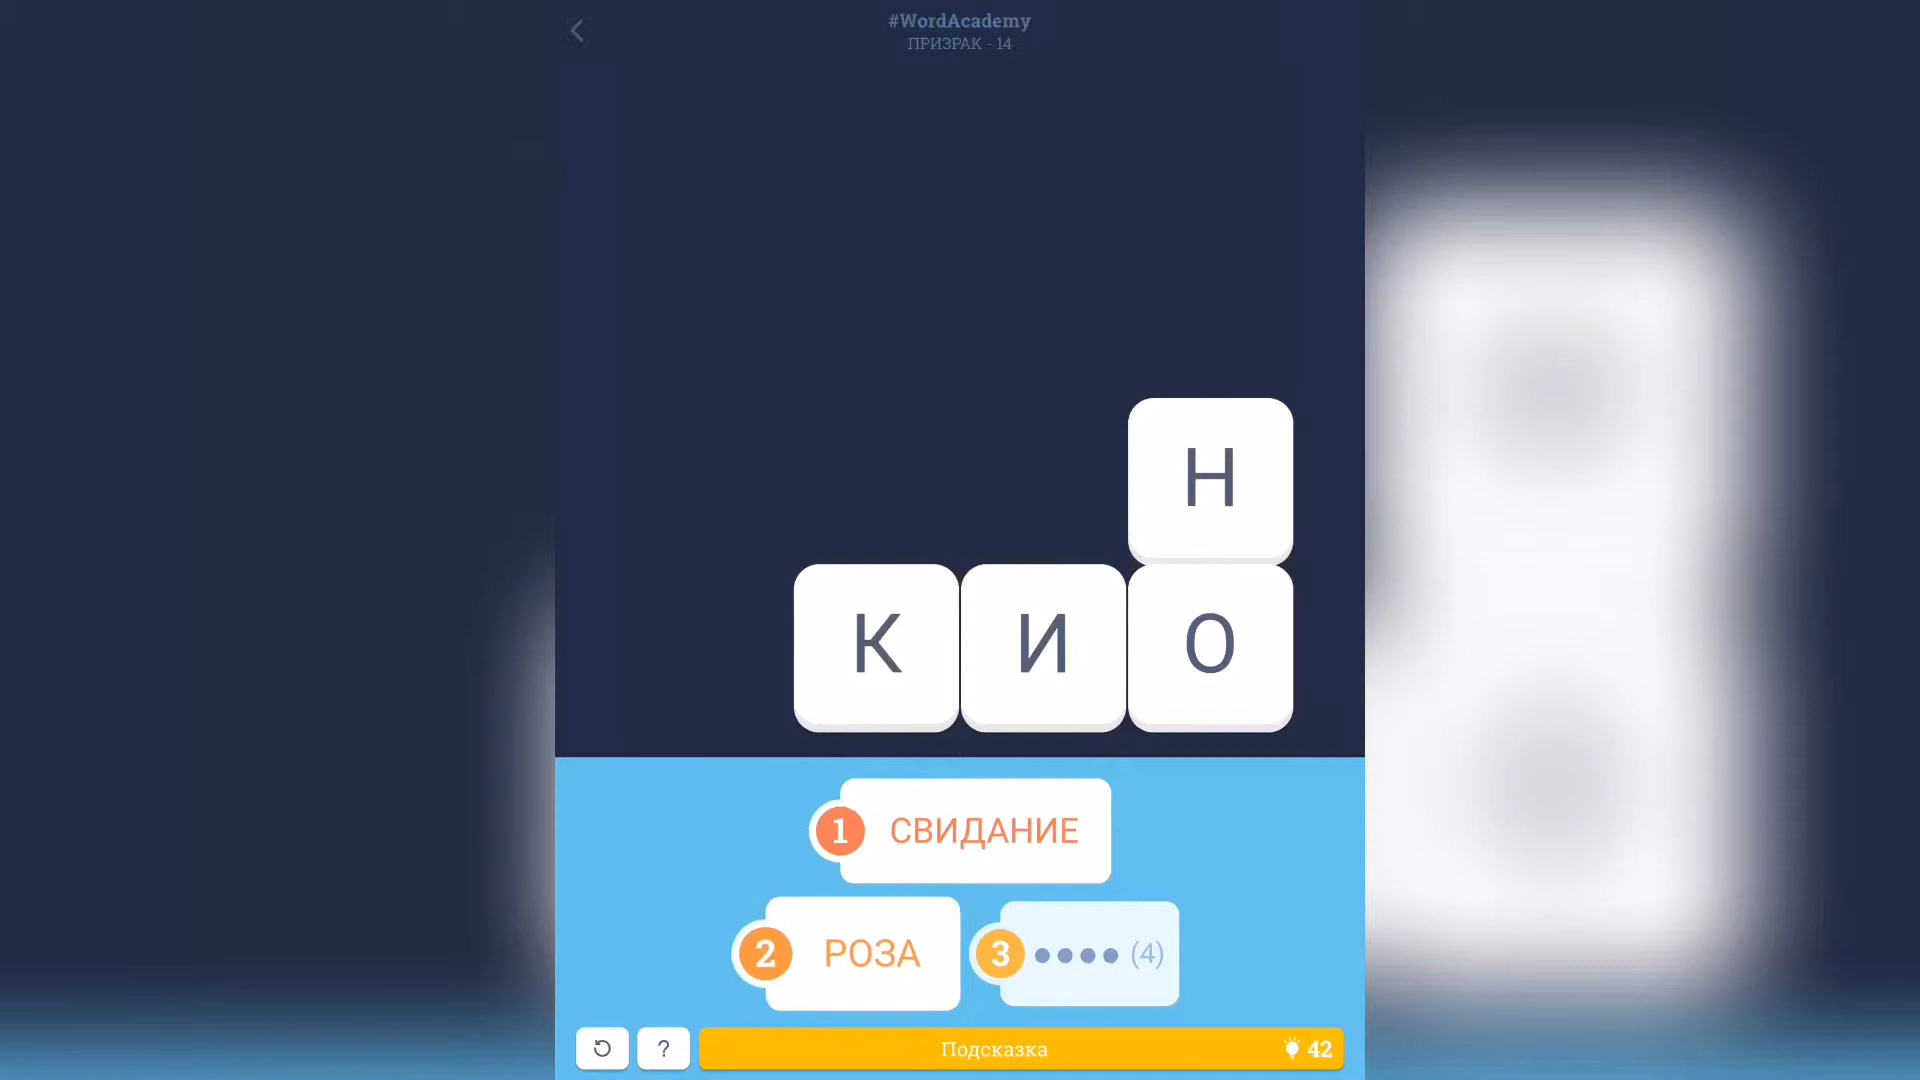 #WordAcademy
ПРИЗРАК - 14
Н
К И О
1 СВИДАНИЕ
2 РОЗА 3 •••• (4)
? Подсказка 42